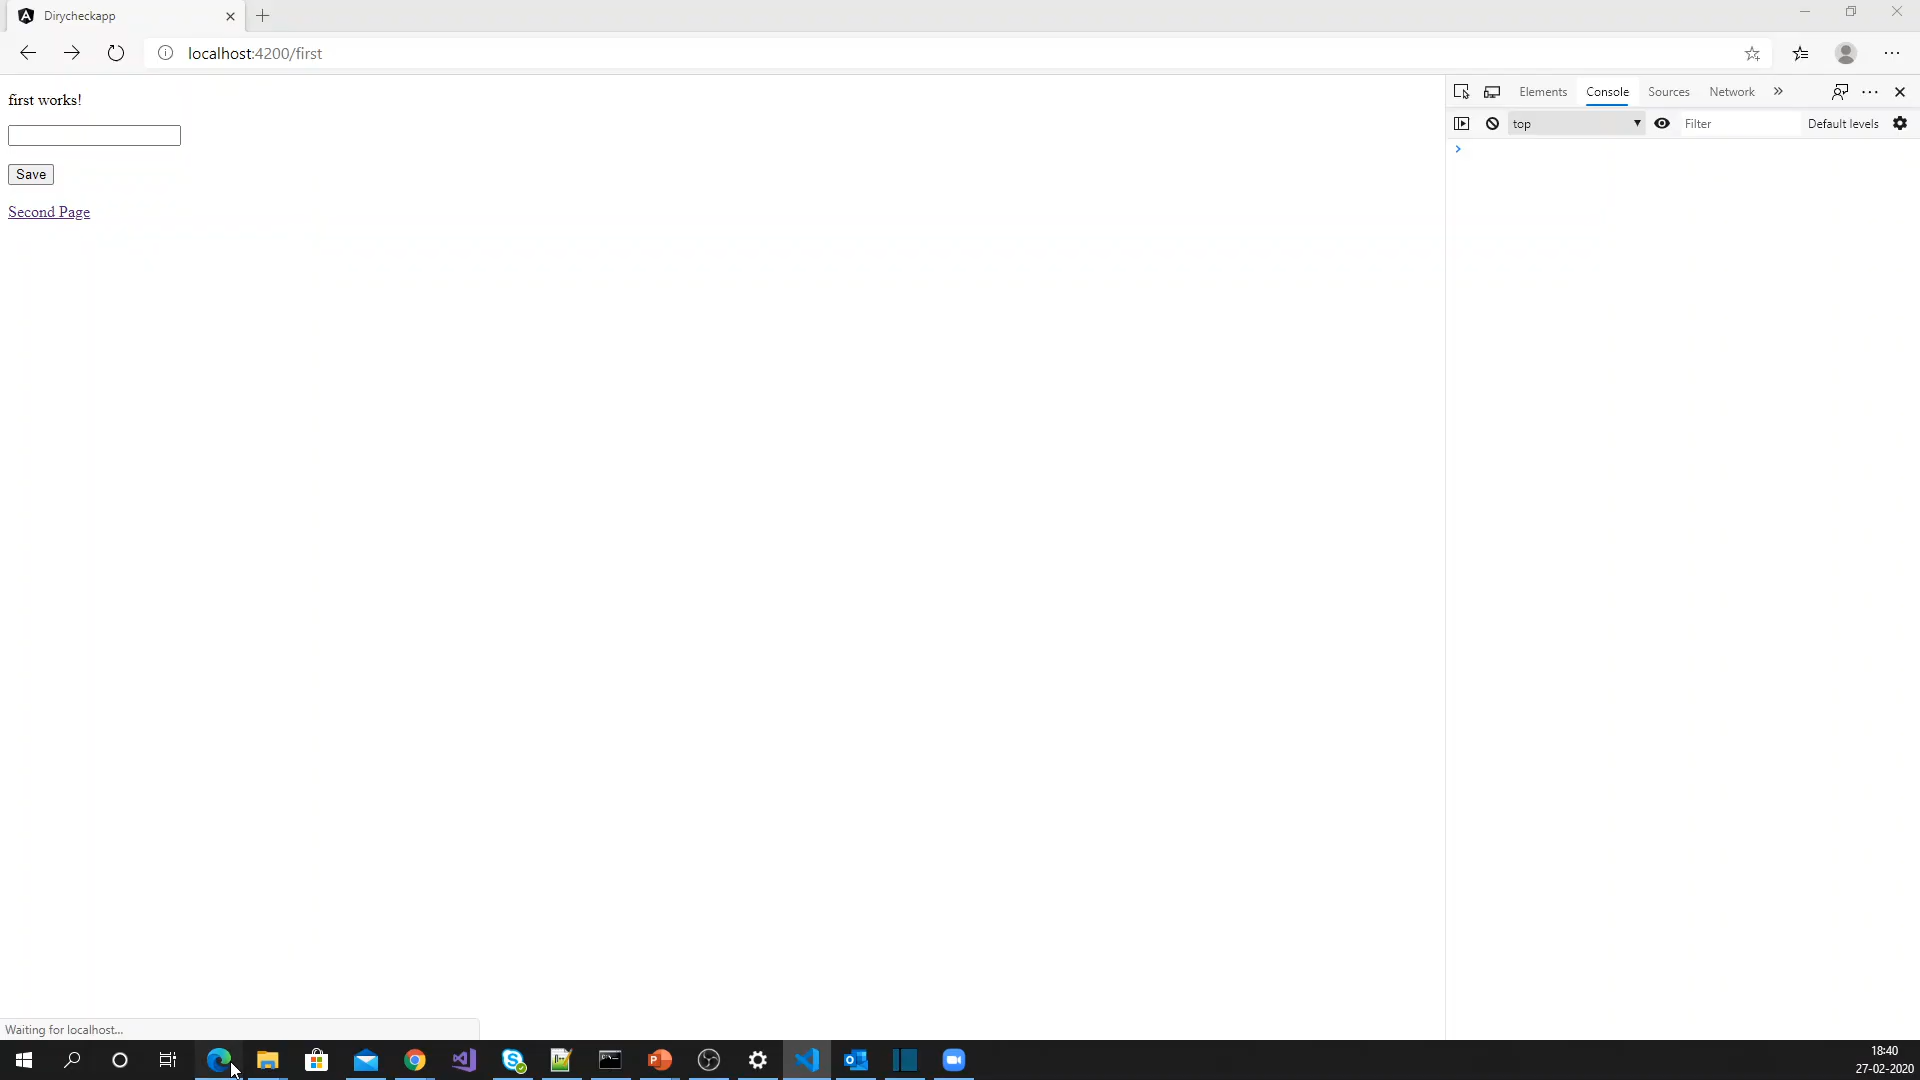 Dirycheckapp
localhost:4200/first
first works!
Save
Second Page
Elements Console Sources Network
top Filter Default levels
Waiting for localhost...
18:40
27-02-2020